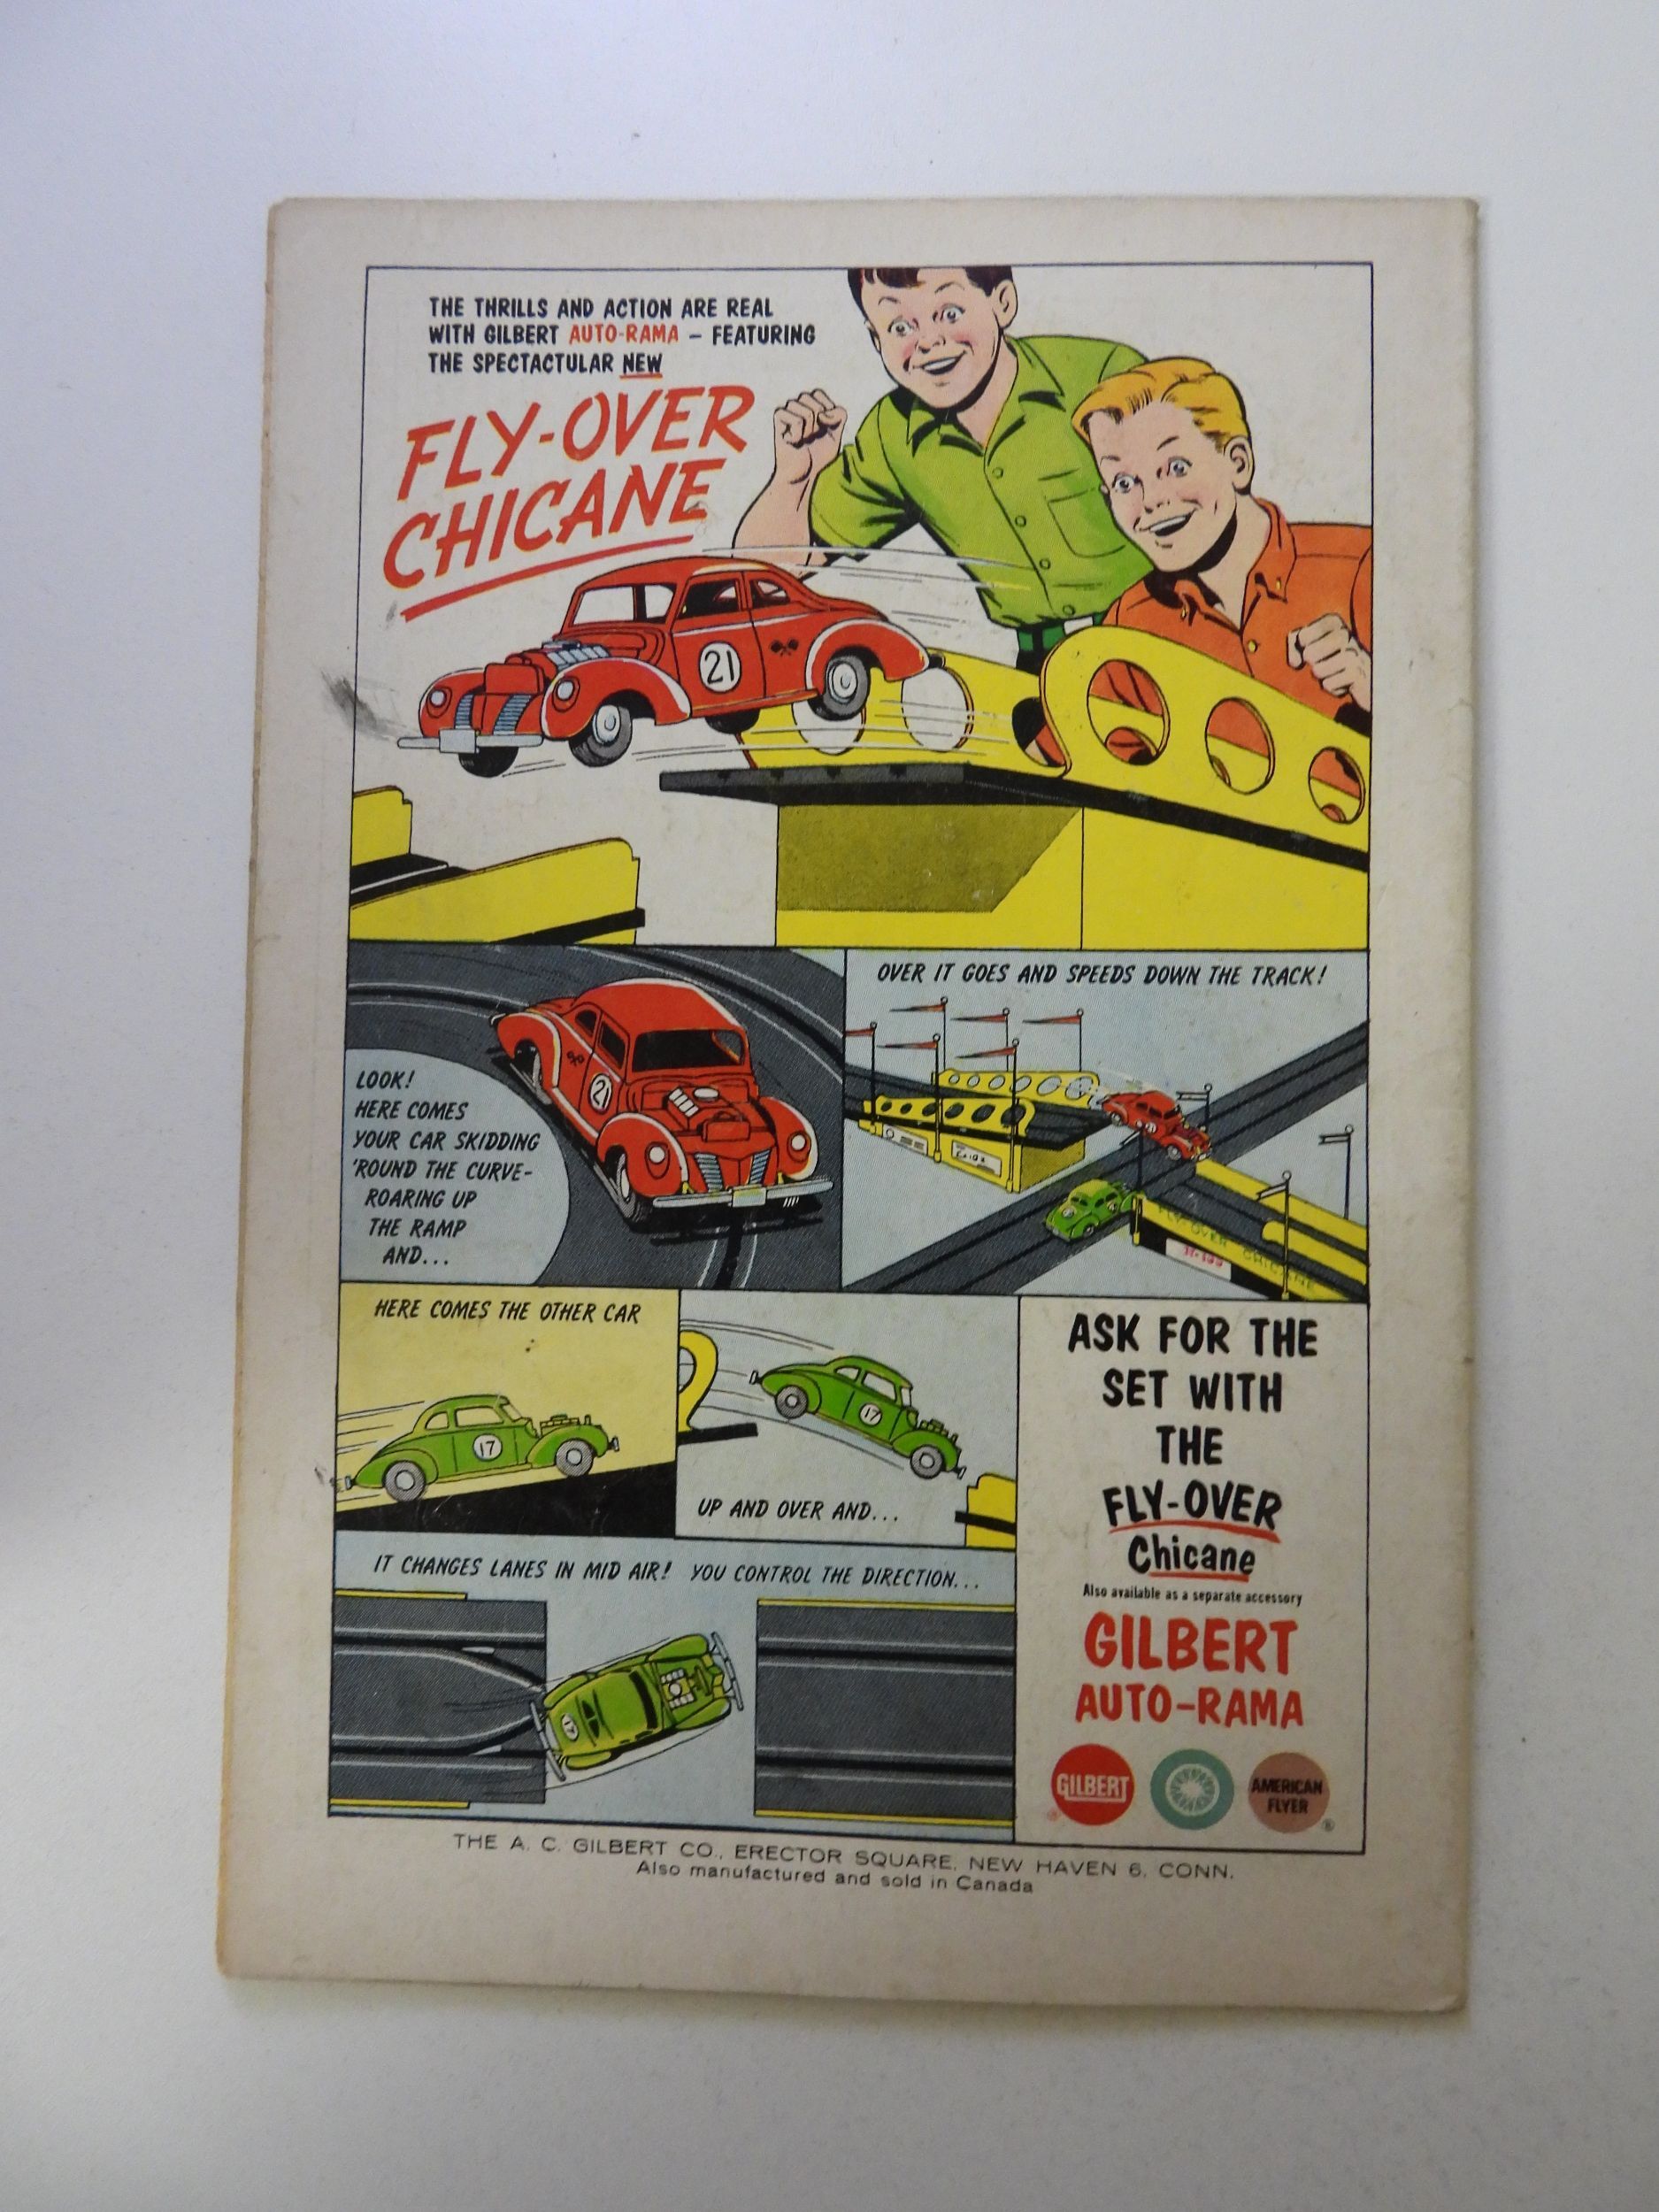 THE THRILLS AND ACTION ARE REAL
WITH GILBERT AUTO-RAMA – FEATURING
THE SPECTACTULAR NEW
FLY-OVER
CHICANE
21
LOOK!
HERE COMES
YOUR CAR SKIDDING
'ROUND THE CURVE-
ROARING UP
THE RAMP
AND...
21
OVER IT GOES AND SPEEDS DOWN THE TRACK!
FLY-OVER CHICANE
HERE COMES THE OTHER CAR
17
17
UP AND OVER AND...
IT CHANGES LANES IN MID AIR! YOU CONTROL THE DIRECTION...
17
ASK FOR THE
SET WITH
THE
FLY-OVER
Chicane
Also available as a separate accessory
GILBERT
AUTO-RAMA
GILBERT
AMERICAN
FLYER
®
®
THE A. C. GILBERT CO., ERECTOR SQUARE, NEW HAVEN 6, CONN.
Also manufactured and sold in Canada